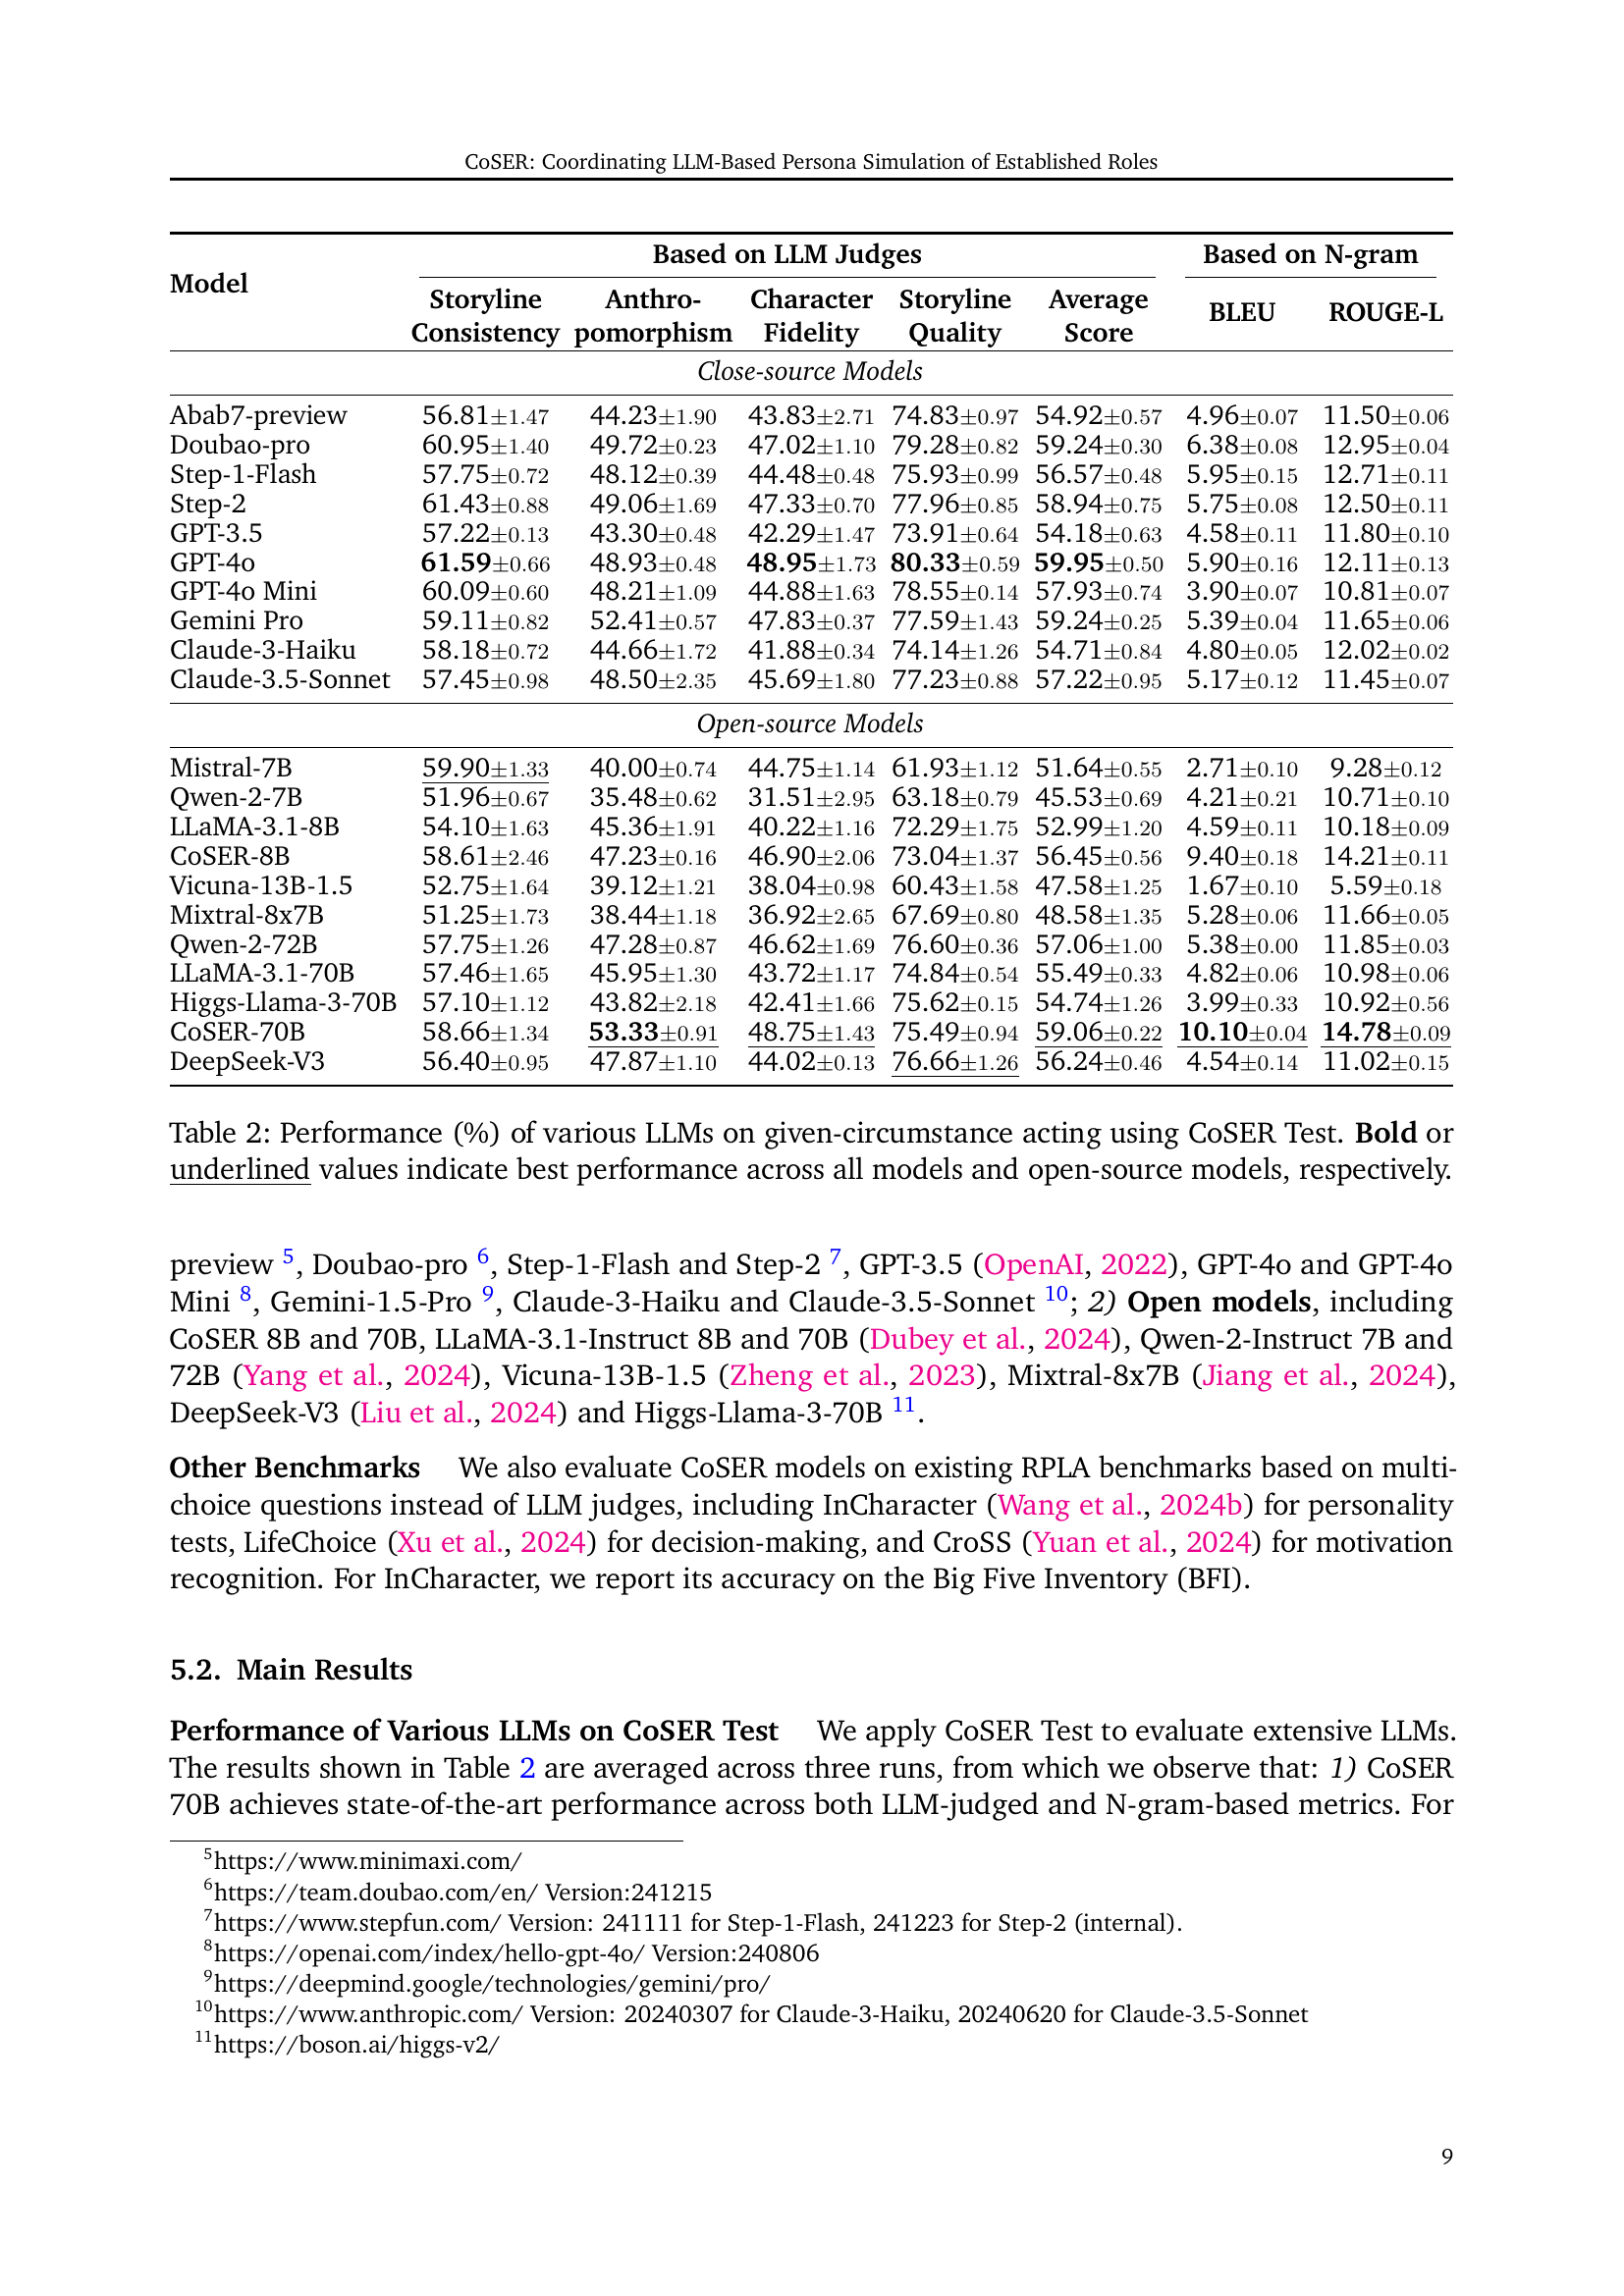 CoSER: Coordinating LLM-Based Persona Simulation of Established Roles
Model Based on LLM Judges Based on N-gram
Storyline Consistency Anthro-pomorphism Character Fidelity Storyline Quality Average Score BLEU ROUGE-L
Close-source Models
Abab7-preview 56.81±1.47 44.23±1.90 43.83±2.71 74.83±0.97 54.92±0.57 4.96±0.07 11.50±0.06
Doubao-pro 60.95±1.40 49.72±0.23 47.02±1.10 79.28±0.82 59.24±0.30 6.38±0.08 12.95±0.04
Step-1-Flash 57.75±0.72 48.12±0.39 44.48±0.48 75.93±0.99 56.57±0.48 5.95±0.15 12.71±0.11
Step-2 61.43±0.88 49.06±1.69 47.33±0.70 77.96±0.85 58.94±0.75 5.75±0.08 12.50±0.11
GPT-3.5 57.22±0.13 43.30±0.48 42.29±1.47 73.91±0.64 54.18±0.63 4.58±0.11 11.80±0.10
GPT-4o 61.59±0.66 48.93±0.48 48.95±1.73 80.33±0.59 59.95±0.50 5.90±0.16 12.11±0.13
GPT-4o Mini 60.09±0.60 48.21±1.09 44.88±1.63 78.55±0.14 57.93±0.74 3.90±0.07 10.81±0.07
Gemini Pro 59.11±0.82 52.41±0.57 47.83±0.37 77.59±1.43 59.24±0.25 5.39±0.04 11.65±0.06
Claude-3-Haiku 58.18±0.72 44.66±1.72 41.88±0.34 74.14±1.26 54.71±0.84 4.80±0.05 12.02±0.02
Claude-3.5-Sonnet 57.45±0.98 48.50±2.35 45.69±1.80 77.23±0.88 57.22±0.95 5.17±0.12 11.45±0.07
Open-source Models
Mistral-7B 59.90±1.33 40.00±0.74 44.75±1.14 61.93±1.12 51.64±0.55 2.71±0.10 9.28±0.12
Qwen-2-7B 51.96±0.67 35.48±0.62 31.51±2.95 63.18±0.79 45.53±0.69 4.21±0.21 10.71±0.10
LLaMA-3.1-8B 54.10±1.63 45.36±1.91 40.22±1.16 72.29±1.75 52.99±1.20 4.59±0.11 10.18±0.09
CoSER-8B 58.61±2.46 47.23±0.16 46.90±2.06 73.04±1.37 56.45±0.56 9.40±0.18 14.21±0.11
Vicuna-13B-1.5 52.75±1.64 39.12±1.21 38.04±0.98 60.43±1.58 47.58±1.25 1.67±0.10 5.59±0.18
Mixtral-8x7B 51.25±1.73 38.44±1.18 36.92±2.65 67.69±0.80 48.58±1.35 5.28±0.06 11.66±0.05
Qwen-2-72B 57.75±1.26 47.28±0.87 46.62±1.69 76.60±0.36 57.06±1.00 5.38±0.00 11.85±0.03
LLaMA-3.1-70B 57.46±1.65 45.95±1.30 43.72±1.17 74.84±0.54 55.49±0.33 4.82±0.06 10.98±0.06
Higgs-Llama-3-70B 57.10±1.12 43.82±2.18 42.41±1.66 75.62±0.15 54.74±1.26 3.99±0.33 10.92±0.56
CoSER-70B 58.66±1.34 53.33±0.91 48.75±1.43 75.49±0.94 59.06±0.22 10.10±0.04 14.78±0.09
DeepSeek-V3 56.40±0.95 47.87±1.10 44.02±0.13 76.66±1.26 56.24±0.46 4.54±0.14 11.02±0.15
Table 2: Performance (%) of various LLMs on given-circumstance acting using CoSER Test. Bold or
underlined values indicate best performance across all models and open-source models, respectively.
preview 5, Doubao-pro 6, Step-1-Flash and Step-2 7, GPT-3.5 (OpenAI, 2022), GPT-4o and GPT-4o
Mini 8, Gemini-1.5-Pro 9, Claude-3-Haiku and Claude-3.5-Sonnet 10; 2) Open models, including
CoSER 8B and 70B, LLaMA-3.1-Instruct 8B and 70B (Dubey et al., 2024), Qwen-2-Instruct 7B and
72B (Yang et al., 2024), Vicuna-13B-1.5 (Zheng et al., 2023), Mixtral-8x7B (Jiang et al., 2024),
DeepSeek-V3 (Liu et al., 2024) and Higgs-Llama-3-70B 11.
Other Benchmarks We also evaluate CoSER models on existing RPLA benchmarks based on multi-
choice questions instead of LLM judges, including InCharacter (Wang et al., 2024b) for personality
tests, LifeChoice (Xu et al., 2024) for decision-making, and CroSS (Yuan et al., 2024) for motivation
recognition. For InCharacter, we report its accuracy on the Big Five Inventory (BFI).
5.2. Main Results
Performance of Various LLMs on CoSER Test We apply CoSER Test to evaluate extensive LLMs.
The results shown in Table 2 are averaged across three runs, from which we observe that: 1) CoSER
70B achieves state-of-the-art performance across both LLM-judged and N-gram-based metrics. For
5https://www.minimaxi.com/
6https://team.doubao.com/en/ Version:241215
7https://www.stepfun.com/ Version: 241111 for Step-1-Flash, 241223 for Step-2 (internal).
8https://openai.com/index/hello-gpt-4o/ Version:240806
9https://deepmind.google/technologies/gemini/pro/
10https://www.anthropic.com/ Version: 20240307 for Claude-3-Haiku, 20240620 for Claude-3.5-Sonnet
11https://boson.ai/higgs-v2/
9